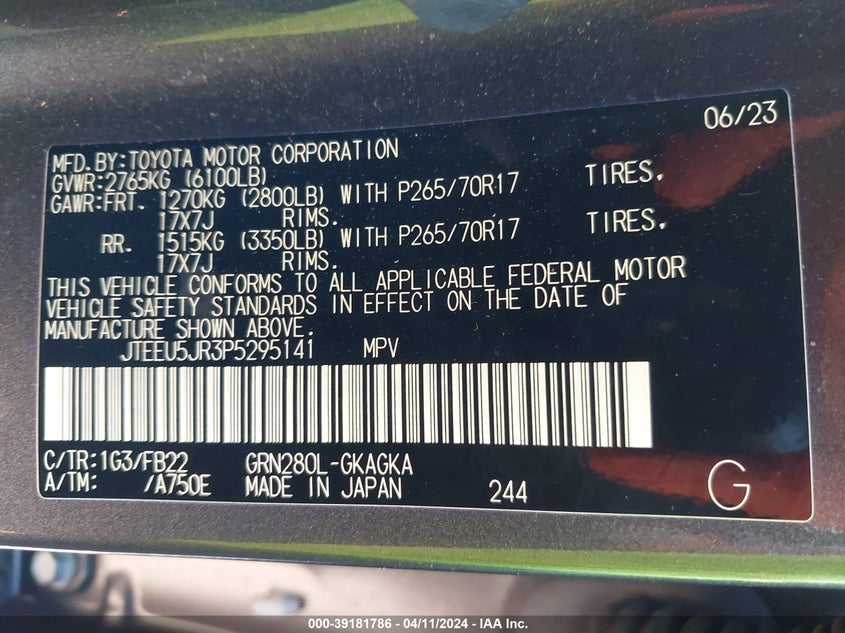 06/23
MFD.BY:TOYOTA MOTOR CORPORATION
GVWR:2765KG (6100LB)
GAWR:FRT. 1270KG (2800LB) WITH P265/70R17 TIRES,
17X7J RIMS.
RR. 1515KG (3350LB) WITH P265/70R17 TIRES,
17X7J RIMS.
THIS VEHICLE CONFORMS TO ALL APPLICABLE FEDERAL MOTOR
VEHICLE SAFETY STANDARDS IN EFFECT ON THE DATE OF
MANUFACTURE SHOWN ABOVE.
JTEEU5JR3P5295141 MPV
C/TR:1G3/FB22 GRN280L-GKAGKA
A/TM: /A750E MADE IN JAPAN 244 G
000-39181786 - 04/11/2024 - IAA Inc.